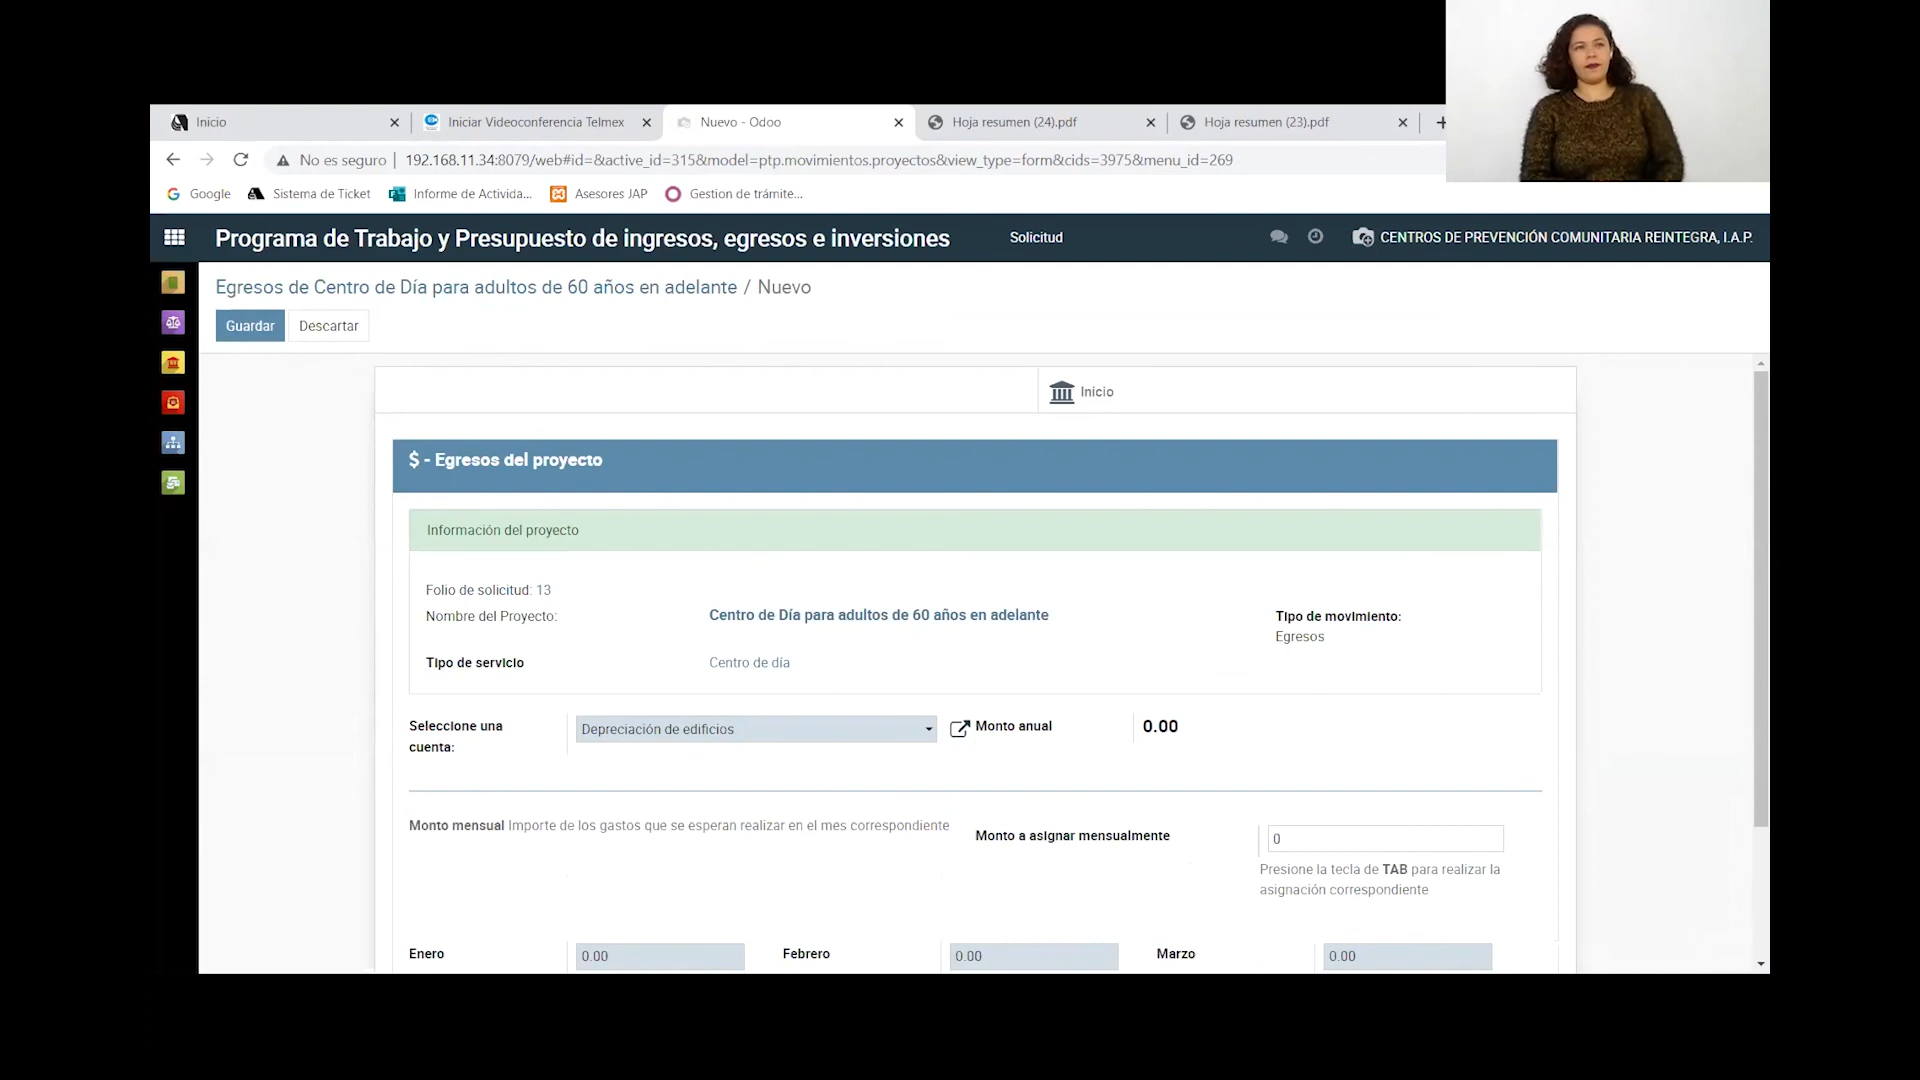 Inicio
Iniciar Videoconferencia Telmex
Nuevo - Odoo
Hoja resumen (24).pdf
Hoja resumen (23).pdf
No es seguro
192.168.11.34:8079/web#id=&active_id=315&model=ptp.movimientos.proyectos&view_type=form&cids=3975&menu_id=269
Google
Sistema de Ticket
Informe de Activida...
Asesores JAP
Gestion de trámite...
Programa de Trabajo y Presupuesto de ingresos, egresos e inversiones
Solicitud
CENTROS DE PREVENCIÓN COMUNITARIA REINTEGRA, I.A.P.
Egresos de Centro de Día para adultos de 60 años en adelante / Nuevo
Guardar
Descartar
Inicio
$ - Egresos del proyecto
Información del proyecto
Folio de solicitud: 13
Nombre del Proyecto:
Centro de Día para adultos de 60 años en adelante
Tipo de movimiento:
Egresos
Tipo de servicio
Centro de día
Seleccione una
cuenta:
Depreciación de edificios
Monto anual
0.00
Monto mensual Importe de los gastos que se esperan realizar en el mes correspondiente
Monto a asignar mensualmente
0
Presione la tecla de TAB para realizar la
asignación correspondiente
Enero
0.00
Febrero
0.00
Marzo
0.00